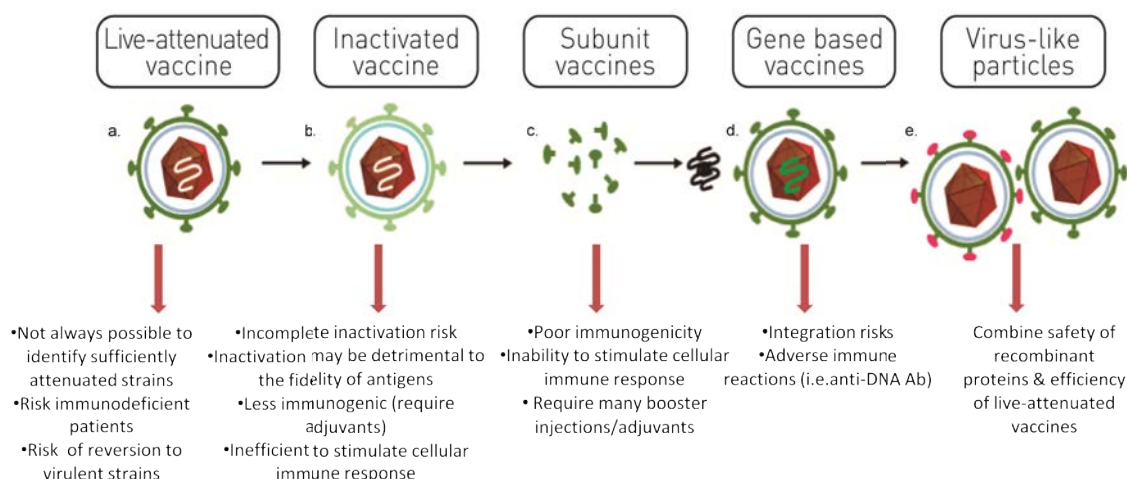 Live-attenuated
vaccine
Inactivated
vaccine
Subunit
vaccines
Gene based
vaccines
Virus-like
particles
a.
b.
c.
d.
e.
•Not always possible to
identify sufficiently
attenuated strains
•Risk immunodeficient
patients
•Risk of reversion to
virulent strains
•Incomplete inactivation risk
•Inactivation may be detrimental to
the fidelity of antigens
•Less immunogenic (require
adjuvants)
•Inefficient to stimulate cellular
immune response
•Poor immunogenicity
•Inability to stimulate cellular
immune response
• Require many booster
injections/adjuvants
•Integration risks
•Adverse immune
reactions (i.e.anti-DNA Ab)
Combine safety of
recombinant
proteins & efficiency
of live-attenuated
vaccines